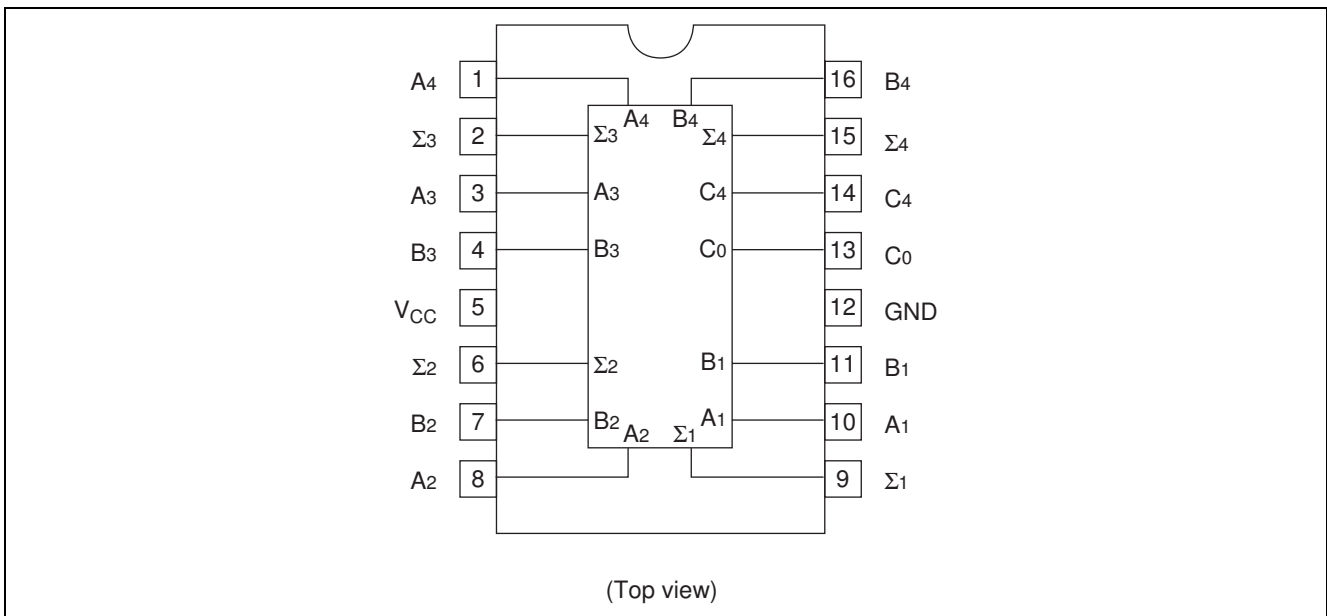 A4 1 16 B4
A4 B4
Σ3 2 Σ3 Σ4 15 Σ4
A3 3 A3 C4 14 C4
B3 4 B3 C0 13 C0
VCC 5 12 GND
Σ2 6 Σ2 B1 11 B1
B2 7 B2 A1 10 A1
A2 Σ1
A2 8 9 Σ1
(Top view)